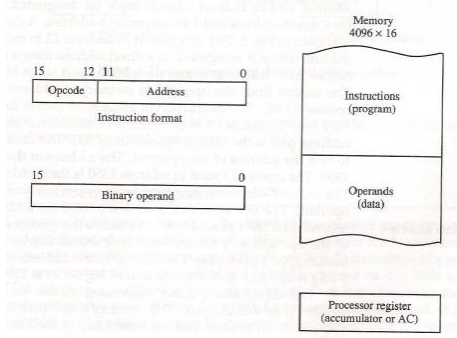 Memory
4096 × 16
15 12 11 0
Opcode Address
Instruction format
Instructions
(program)
15 0
Binary operand
Operands
(data)
Processor register
(accumulator or AC)